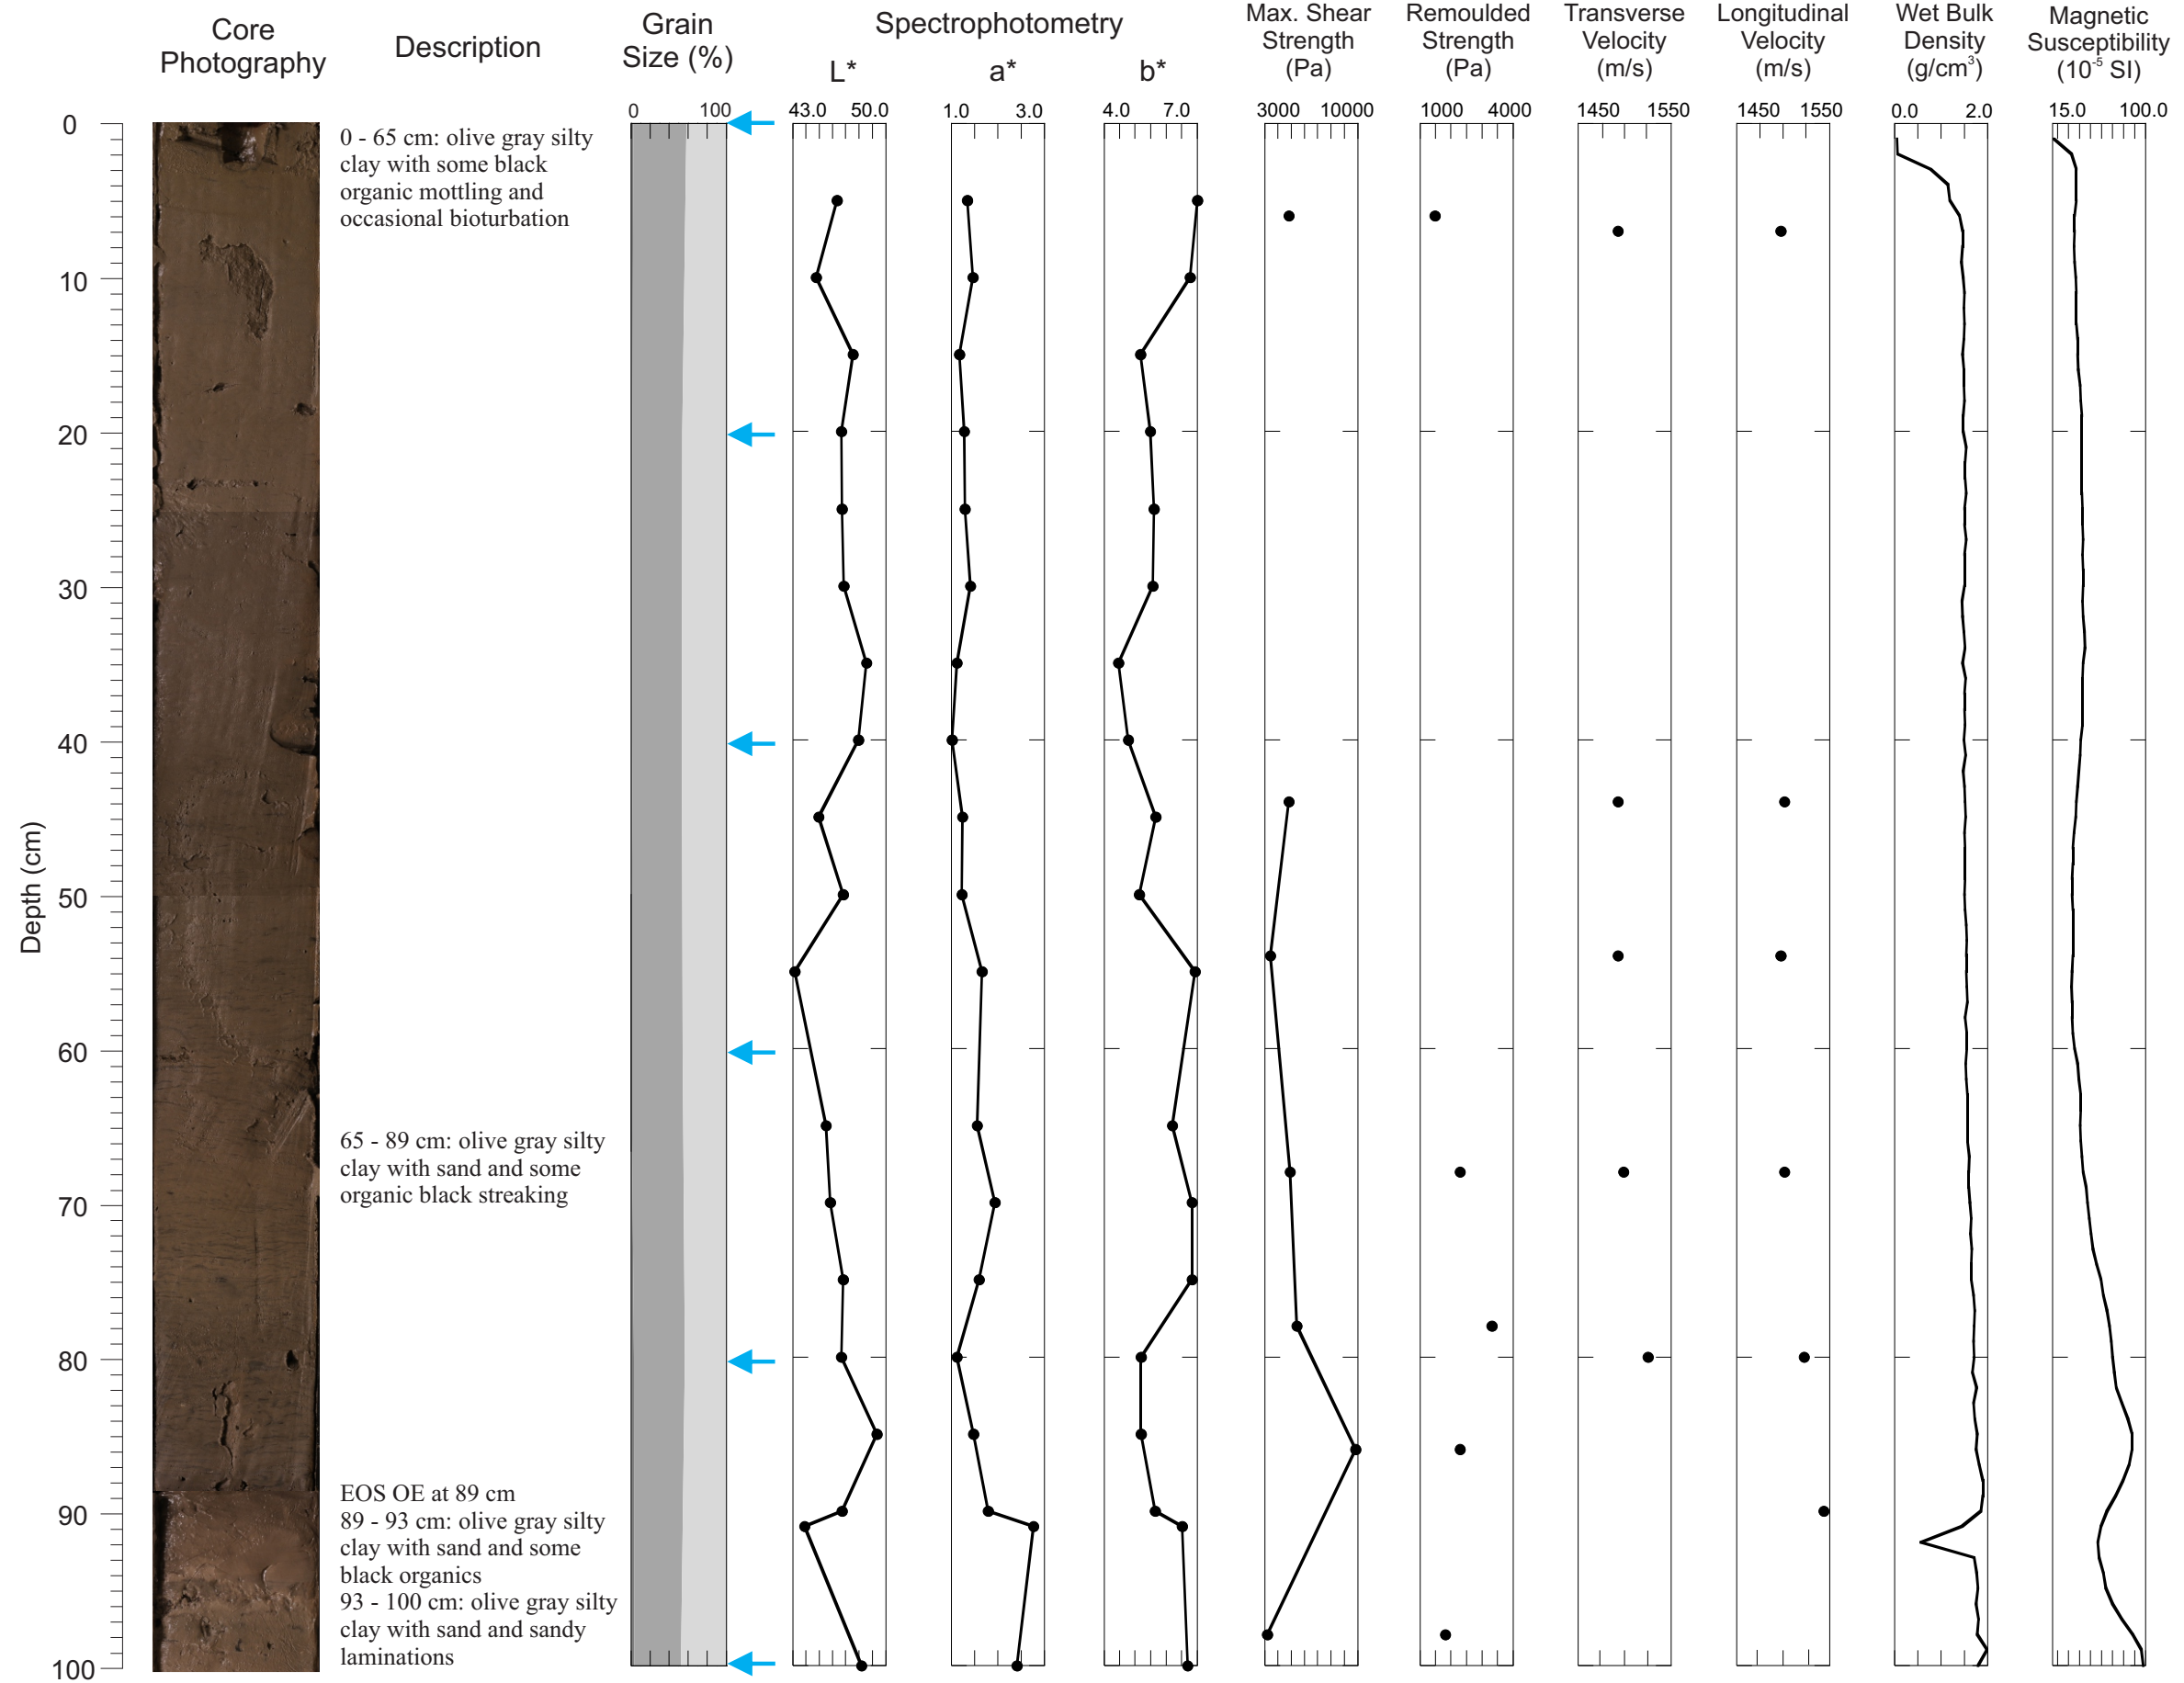 Core
Photography
Description
Grain
Size (%)
Spectrophotometry
L*
a*
b*
Max. Shear
Strength
(Pa)
Remoulded
Strength
(Pa)
Transverse
Velocity
(m/s)
Longitudinal
Velocity
(m/s)
Wet Bulk
Density
(g/cm³)
Magnetic
Susceptibility
(10⁻⁵ SI)
0 100
43.0 50.0
1.0 3.0
4.0 7.0
3000 10000
1000 4000
1450 1550
1450 1550
0.0 2.0
15.0 100.0
Depth (cm)
0
10
20
30
40
50
60
70
80
90
100
0 - 65 cm: olive gray silty
clay with some black
organic mottling and
occasional bioturbation
65 - 89 cm: olive gray silty
clay with sand and some
organic black streaking
EOS OE at 89 cm
89 - 93 cm: olive gray silty
clay with sand and some
black organics
93 - 100 cm: olive gray silty
clay with sand and sandy
laminations